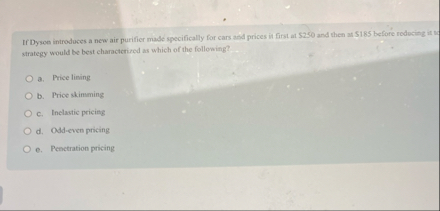 If Dyson introduces a new air purifier made specifically for cars and prices it first at $250 and then at $185 before reducing it
strategy would be best characterized as which of the following?
a. Price lining
b. Price skimming
c. Inelastic pricing
d. Odd-even pricing
e. Penetration pricing